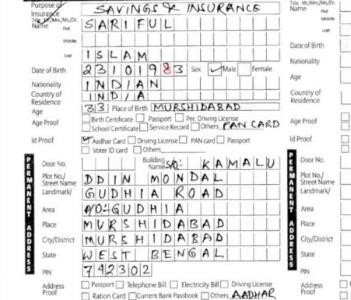 Purpose of Insurance SAVINGS & INSURANCE
Title Mr/Mrs/Ms/Dr.
Name SARIFUL
First
Middle
Last
ISLAM
Date of Birth 23101983 Sex ✓ Male Female
Nationality INDIAN
Country of Residence INDIA
Age 33 Place of Birth MURSHIDABAD
Age Proof Birth Certificate Passport Per. Driving License
School Certificate Service Record Others PAN CARD
Id Proof ✓ Aadhar Card Driving License PAN card Passport
Voter ID card Others
PERMANENT ADDRESS
Door No. Building Name S/O- KAMALU
Plot No./ Street Name DDIN MONDAL
Landmark/ GUDHIA ROAD
Area GUDHIA
Place MURSHIDABAD
City/District MURSHIDABAD
State WEST BENGAL
PIN 742302
Address Proof Passport Telephone Bill Electricity Bill Driving License
Ration Card Current Bank Passbook Others AADHAR
Title Mr/Mrs/Ms/Dr.
Name
Date of Birth
Nationality
Country of Residence
Age
Age Proof
Id Proof
PERMANENT ADDRESS
Door No.
Plot No./ Street Name
Landmark/
Area
Place
City/District
State
PIN
Address Proof